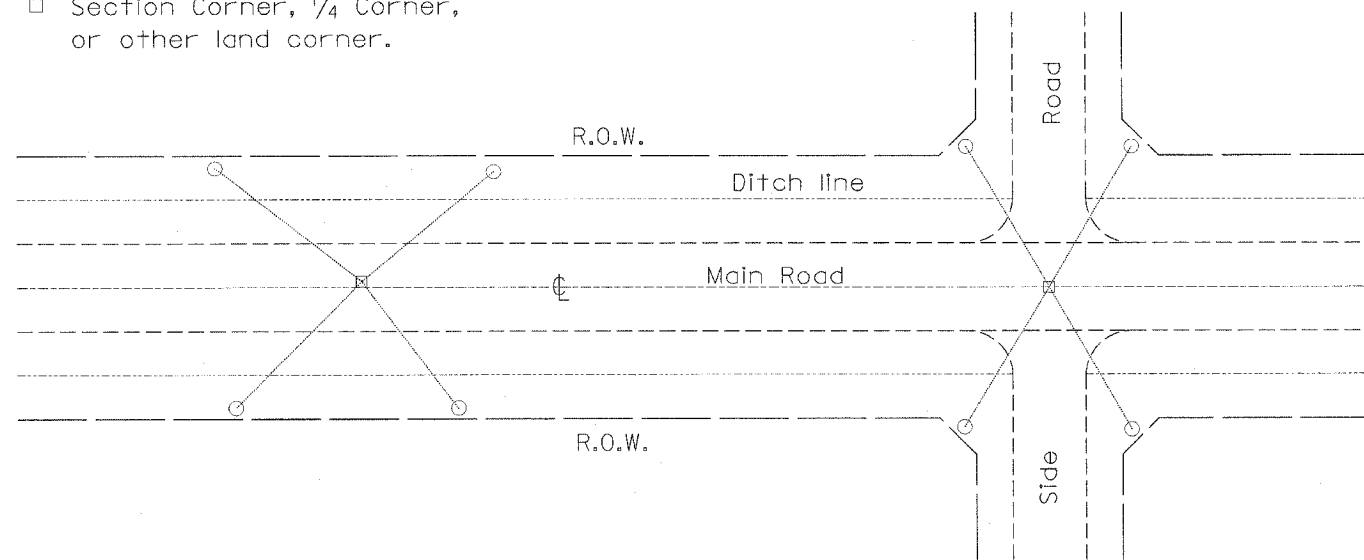 □ Section Corner, 1/4 Corner,
or other land corner.
Road
R.O.W.
Ditch line
Main Road
℄
R.O.W.
Side